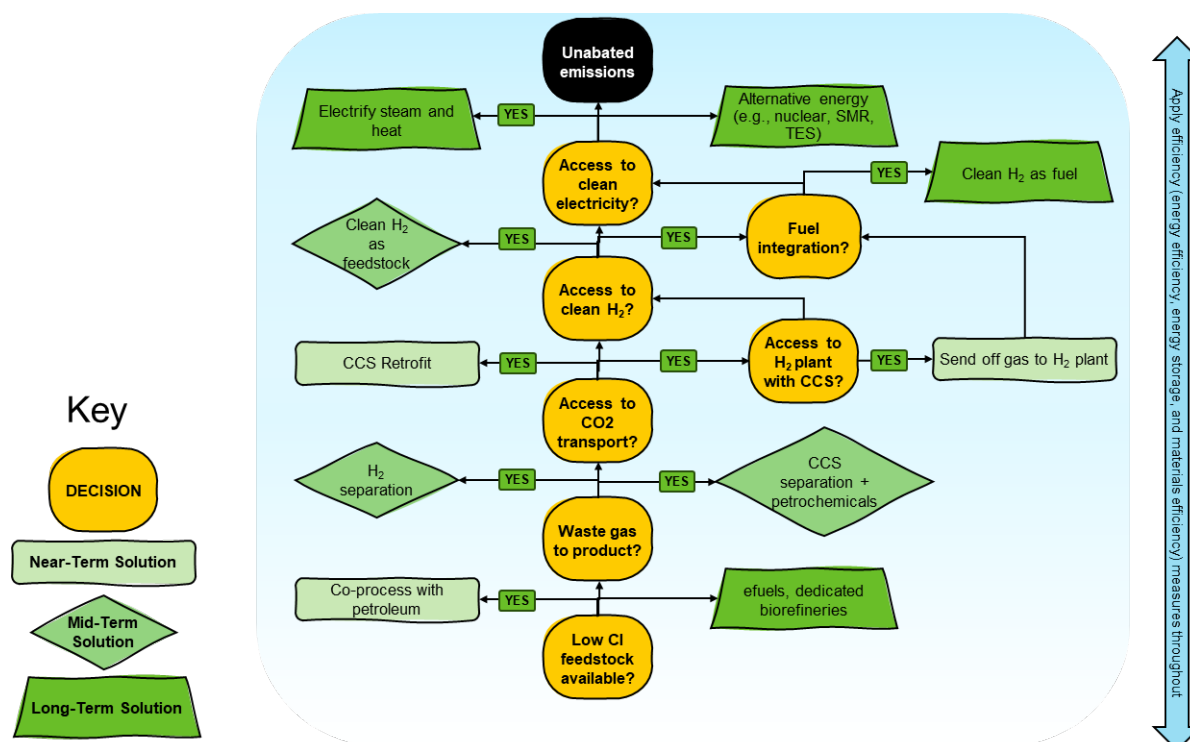 Unabated
emissions
Electrify steam and
heat
YES
Alternative energy
(e.g., nuclear, SMR,
TES)
Access to
clean
electricity?
YES
Clean H₂ as fuel
Clean H₂
as
feedstock
YES
YES
Fuel
integration?
Access to
clean H₂?
CCS Retrofit
YES
YES
Access to
H₂ plant
with CCS?
YES
Send off gas to H₂ plant
Access to
CO2
transport?
H₂
separation
YES
YES
CCS
separation +
petrochemicals
Waste gas
to product?
Co-process with
petroleum
YES
efuels, dedicated
biorefineries
Low CI
feedstock
available?
Key
DECISION
Near-Term Solution
Mid-Term
Solution
Long-Term Solution
Apply efficiency (energy efficiency, energy storage, and materials efficiency) measures throughout